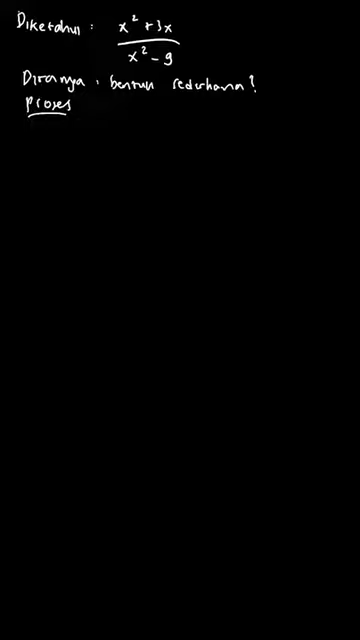 Diketahui : x² + 3x
x² - 9
Ditanya : bentuk sederhana?
Proses